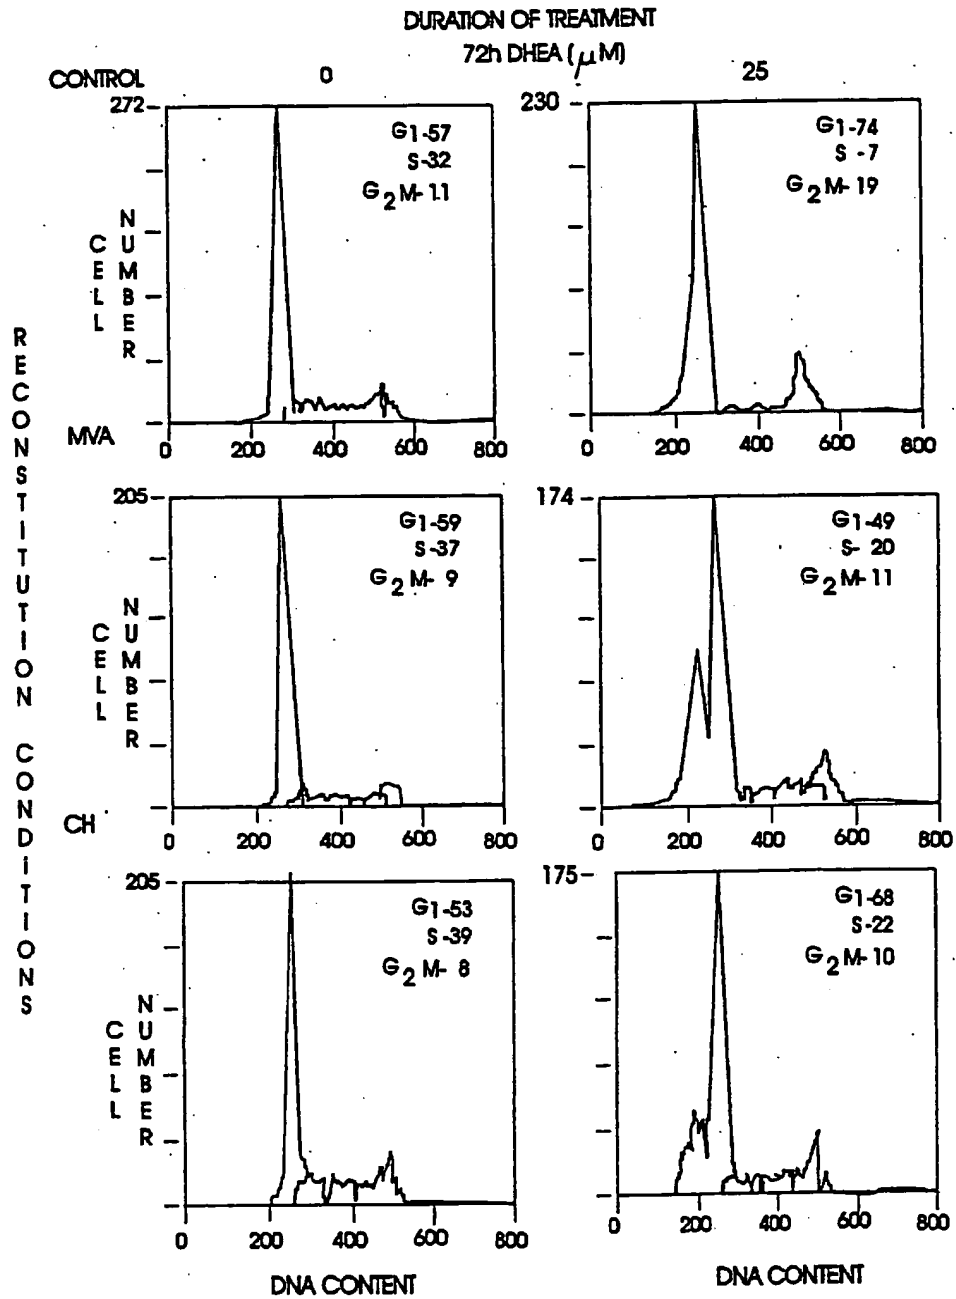 DURATION OF TREATMENT
72h DHEA (μM)
CONTROL
0
25
272
G1-57
S-32
G2M-11
CELL NUMBER
0 200 400 600 800
230
G1-74
S -7
G2M-19
0 200 400 600 800
RECONSTITUTION CONDITIONS
MVA
205
G1-59
S-37
G2M- 9
CELL NUMBER
0 200 400 600 800
174
G1-49
S- 20
G2M-11
0 200 400 600 800
CH
205
G1-53
S-39
G2M- 8
CELL NUMBER
0 200 400 600 800
DNA CONTENT
175
G1-68
S-22
G2M-10
0 200 400 600 800
DNA CONTENT